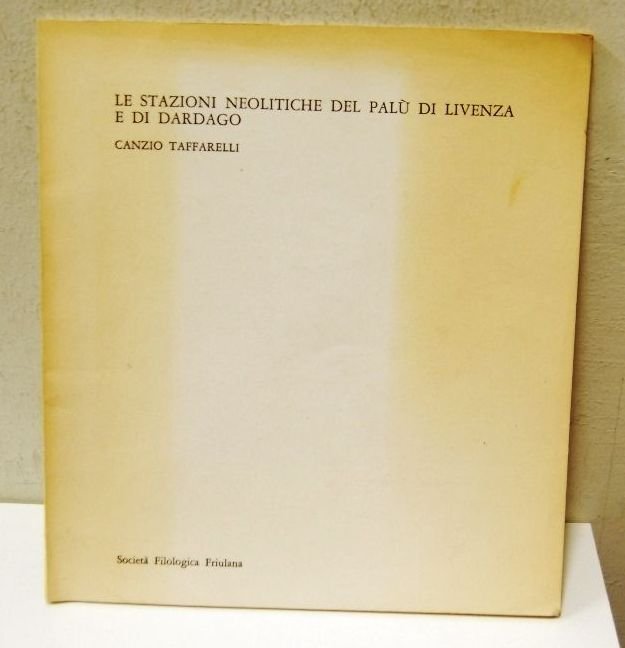 LE STAZIONI NEOLITICHE DEL PALÙ DI LIVENZA
E DI DARDAGO
CANZIO TAFFARELLI
Società Filologica Friulana